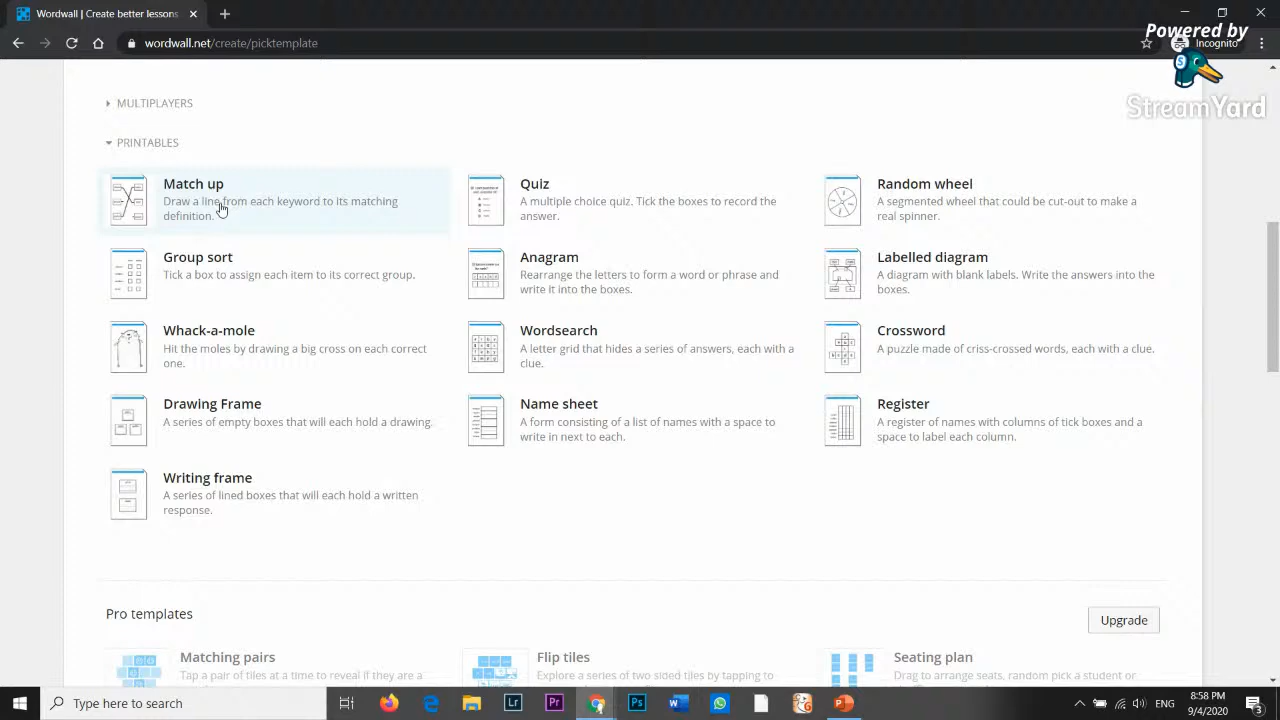 Wordwall | Create better lessons
wordwall.net/create/picktemplate
Incognito
Powered by
StreamYard
MULTIPLAYERS
PRINTABLES
Match up
Draw a line from each keyword to its matching
definition.
Quiz
A multiple choice quiz. Tick the boxes to record the
answer.
Random wheel
A segmented wheel that could be cut-out to make a
real spinner.
Group sort
Tick a box to assign each item to its correct group.
Anagram
Rearrange the letters to form a word or phrase and
write it into the boxes.
Labelled diagram
A diagram with blank labels. Write the answers into the
boxes.
Whack-a-mole
Hit the moles by drawing a big cross on each correct
one.
Wordsearch
A letter grid that hides a series of answers, each with a
clue.
Crossword
A puzzle made of criss-crossed words, each with a clue.
Drawing Frame
A series of empty boxes that will each hold a drawing.
Name sheet
A form consisting of a list of names with a space to
write in next to each.
Register
A register of names with columns of tick boxes and a
space to label each column.
Writing frame
A series of lined boxes that will each hold a written
response.
Pro templates
Upgrade
Matching pairs
Tap a pair of tiles at a time to reveal if they are a
Flip tiles
Explore a series of two sided tiles by tapping to
Seating plan
Drag to arrange seats, random pick a student or
Type here to search
ENG
8:58 PM
9/4/2020
3